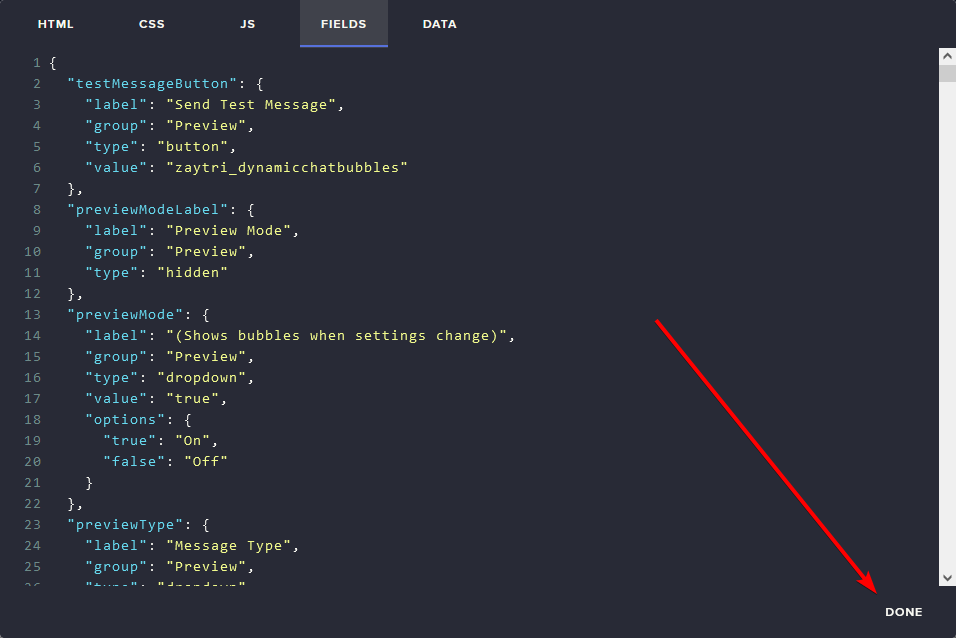 HTML CSS JS FIELDS DATA
1 {
2 "testMessageButton": {
3 "label": "Send Test Message",
4 "group": "Preview",
5 "type": "button",
6 "value": "zaytri_dynamicchatbubbles"
7 },
8 "previewModeLabel": {
9 "label": "Preview Mode",
10 "group": "Preview",
11 "type": "hidden"
12 },
13 "previewMode": {
14 "label": "(Shows bubbles when settings change)",
15 "group": "Preview",
16 "type": "dropdown",
17 "value": "true",
18 "options": {
19 "true": "On",
20 "false": "Off"
21 }
22 },
23 "previewType": {
24 "label": "Message Type",
25 "group": "Preview",
26 "type": "dropdown",
DONE